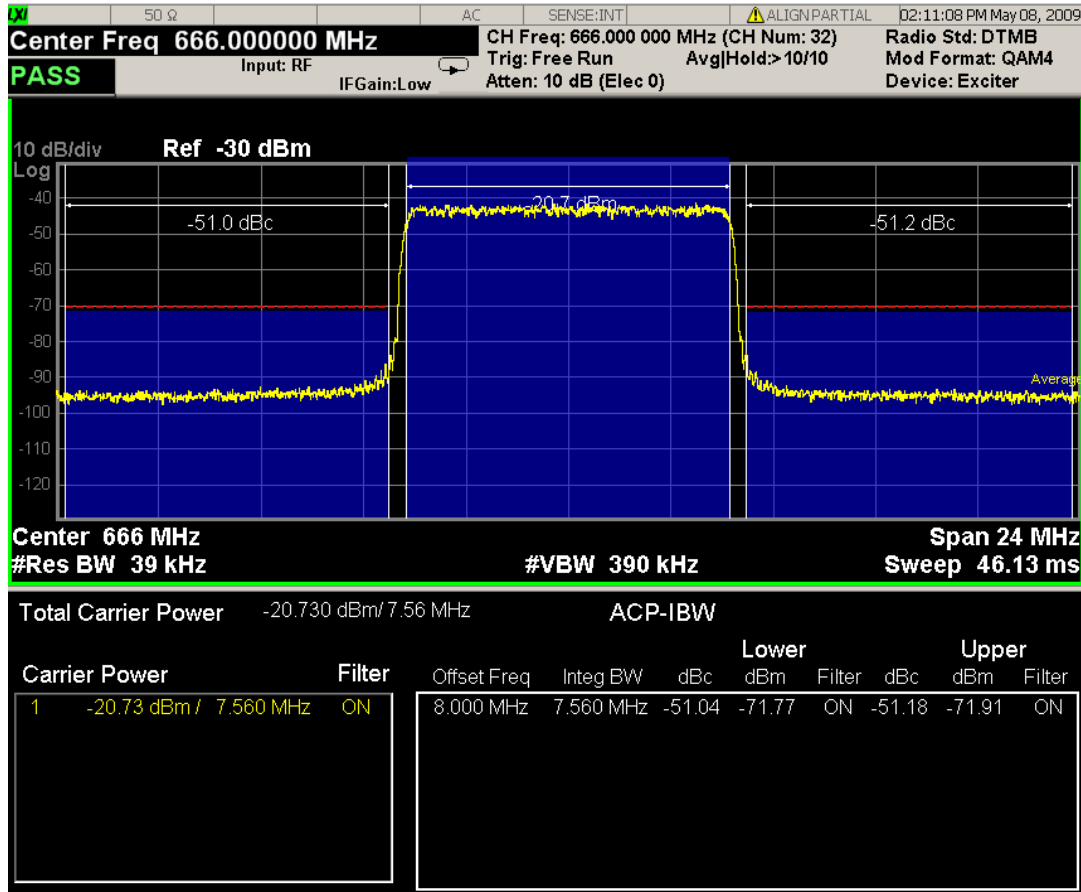 LXI 50 Ω AC SENSE:INT ALIGN PARTIAL 02:11:08 PM May 08, 2009
Center Freq 666.000000 MHz
CH Freq: 666.000 000 MHz (CH Num: 32)
Radio Std: DTMB
PASS
Input: RF
IFGain:Low
Trig: Free Run
Avg|Hold:>10/10
Mod Format: QAM4
Atten: 10 dB (Elec 0)
Device: Exciter
10 dB/div Ref -30 dBm
Log
-40
-50
-60
-70
-80
-90
-100
-110
-120
-51.0 dBc
-20.7 dBm
-51.2 dBc
Average
Center 666 MHz Span 24 MHz
#Res BW 39 kHz #VBW 390 kHz Sweep 46.13 ms
Total Carrier Power -20.730 dBm/ 7.56 MHz ACP-IBW
Lower Upper
Carrier Power Filter Offset Freq Integ BW dBc dBm Filter dBc dBm Filter
1 -20.73 dBm / 7.560 MHz ON 8.000 MHz 7.560 MHz -51.04 -71.77 ON -51.18 -71.91 ON